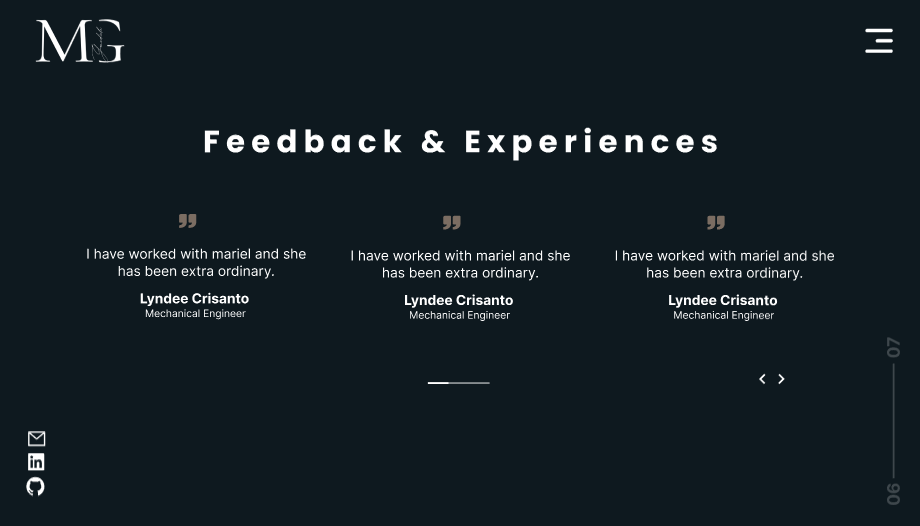 MG
Feedback & Experiences
”
I have worked with mariel and she
has been extra ordinary.
Lyndee Crisanto
Mechanical Engineer
”
I have worked with mariel and she
has been extra ordinary.
Lyndee Crisanto
Mechanical Engineer
”
I have worked with mariel and she
has been extra ordinary.
Lyndee Crisanto
Mechanical Engineer
07
06
in